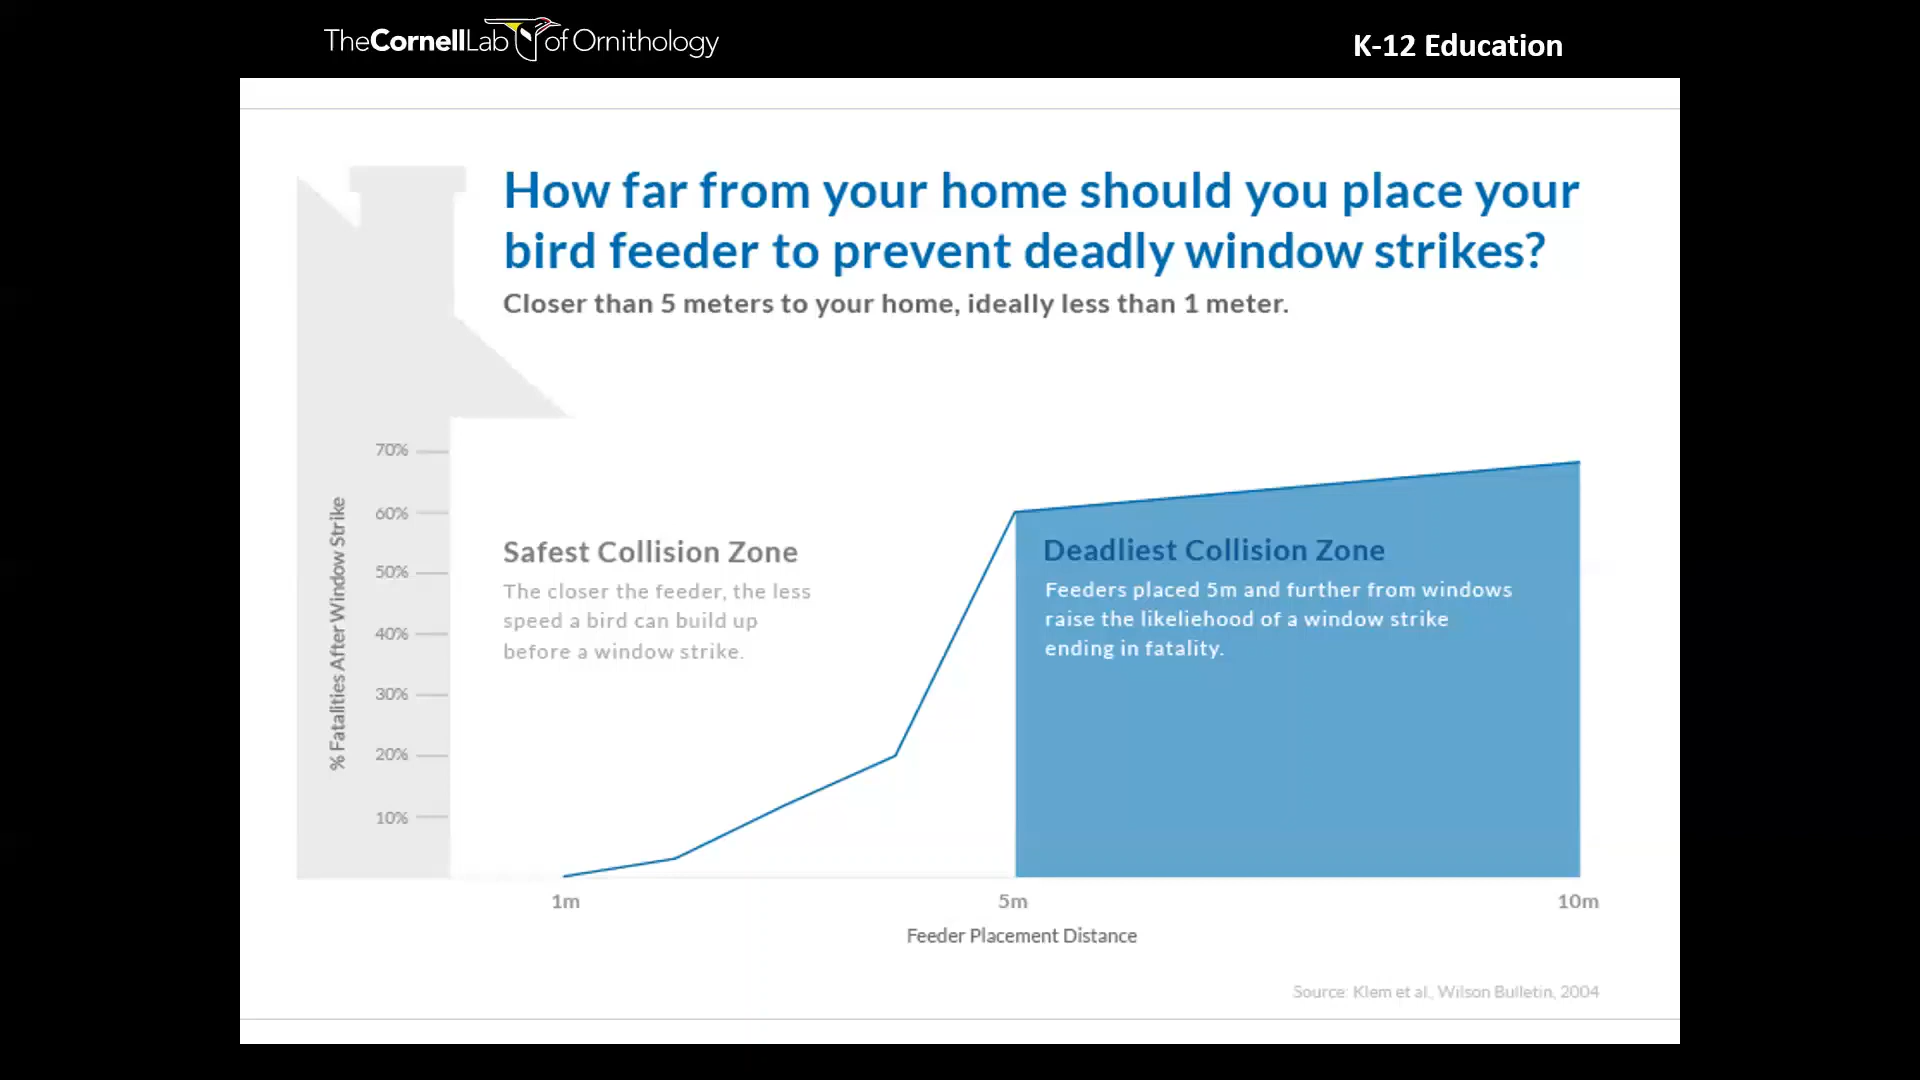 TheCornellLab of Ornithology
K-12 Education
How far from your home should you place your
bird feeder to prevent deadly window strikes?
Closer than 5 meters to your home, ideally less than 1 meter.
70%
60%
50%
40%
30%
20%
10%
% Fatalities After Window Strike
Safest Collision Zone
The closer the feeder, the less
speed a bird can build up
before a window strike.
Deadliest Collision Zone
Feeders placed 5m and further from windows
raise the likeliehood of a window strike
ending in fatality.
1m
5m
10m
Feeder Placement Distance
Source: Klem et al., Wilson Bulletin, 2004